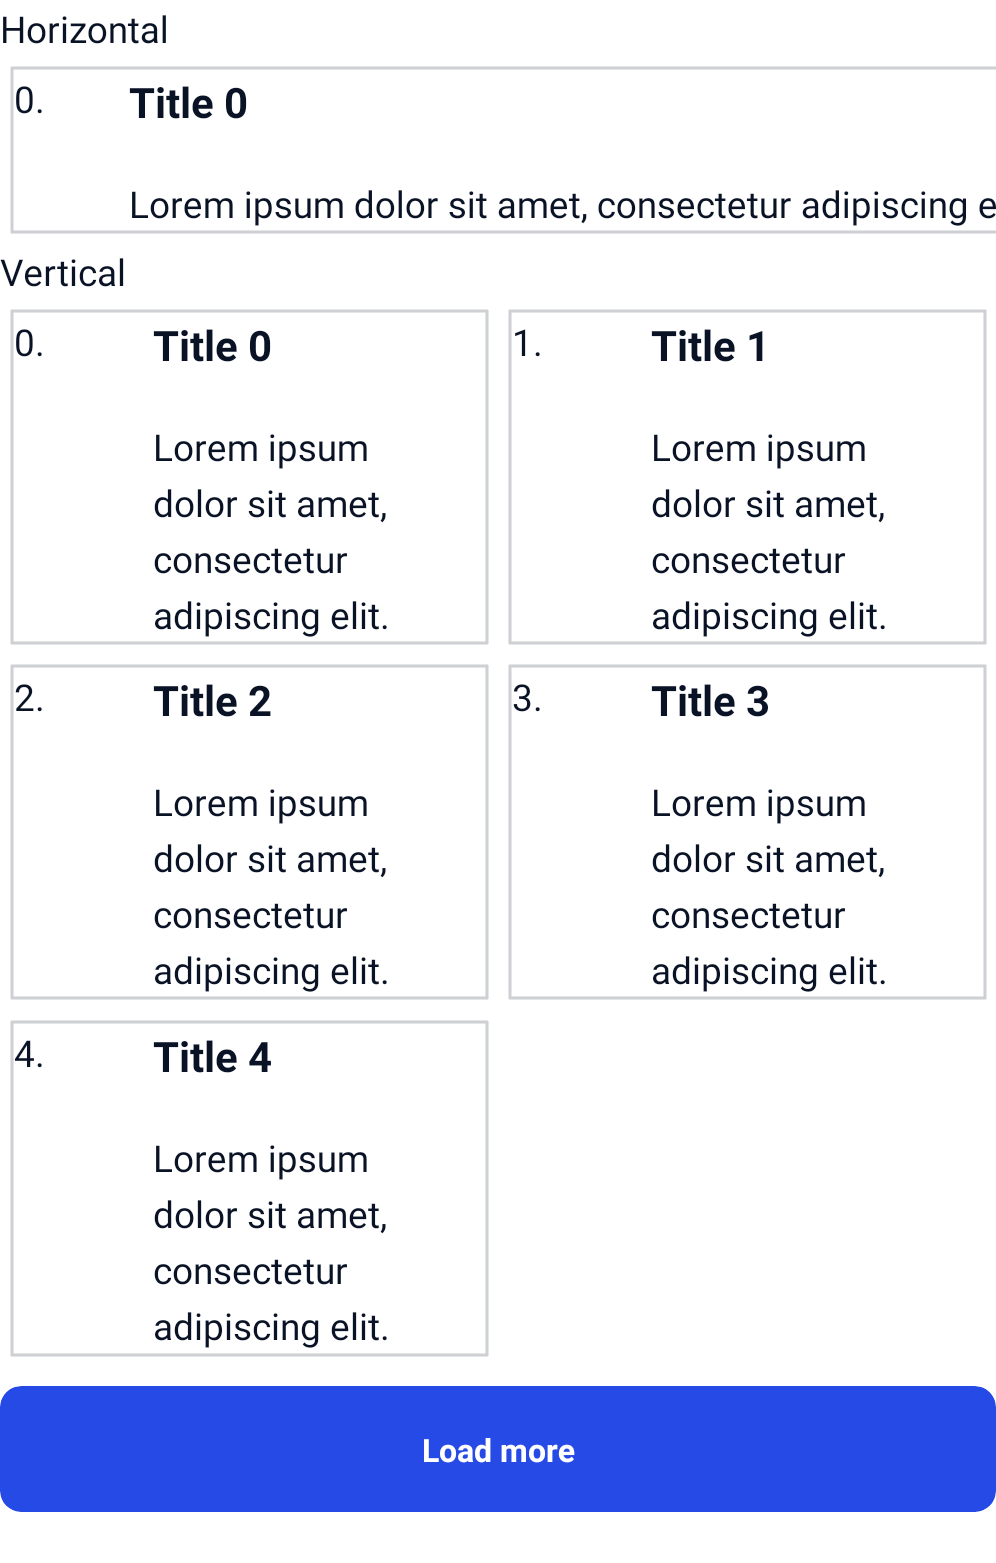 Horizontal
0.
Title 0
Lorem ipsum dolor sit amet, consectetur adipiscing e
Vertical
0.
Title 0
Lorem ipsum
dolor sit amet,
consectetur
adipiscing elit.
1.
Title 1
Lorem ipsum
dolor sit amet,
consectetur
adipiscing elit.
2.
Title 2
Lorem ipsum
dolor sit amet,
consectetur
adipiscing elit.
3.
Title 3
Lorem ipsum
dolor sit amet,
consectetur
adipiscing elit.
4.
Title 4
Lorem ipsum
dolor sit amet,
consectetur
adipiscing elit.
Load more